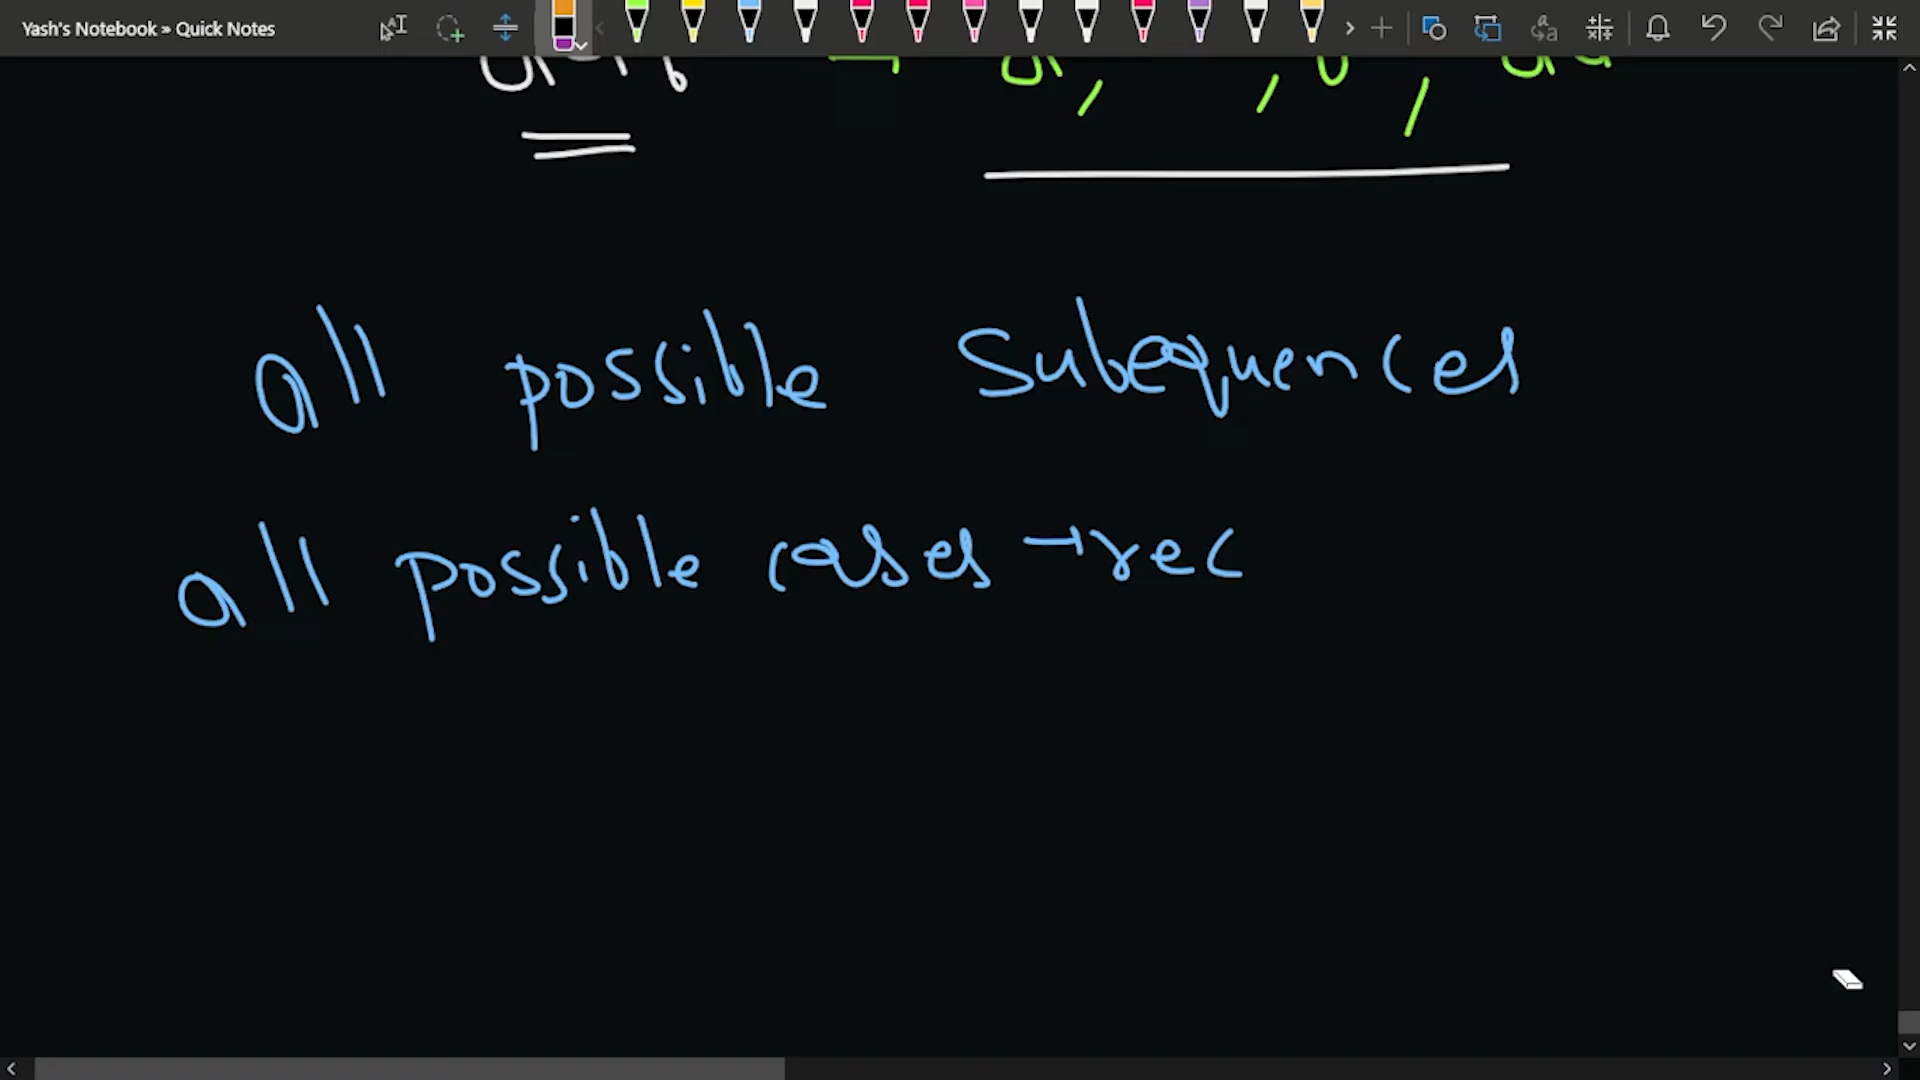 Yash's Notebook » Quick Notes
all possible Subequences
all possible cases →rec